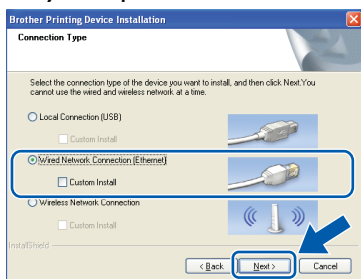 Brother Printing Device Installation
Connection Type
Select the connection type of the device you want to install, and then click Next.You
cannot use the wired and wireless network at a time.
Local Connection (USB)
Custom Install
Wired Network Connection (Ethernet)
Custom Install
Wireless Network Connection
Custom Install
InstallShield
< Back
Next >
Cancel